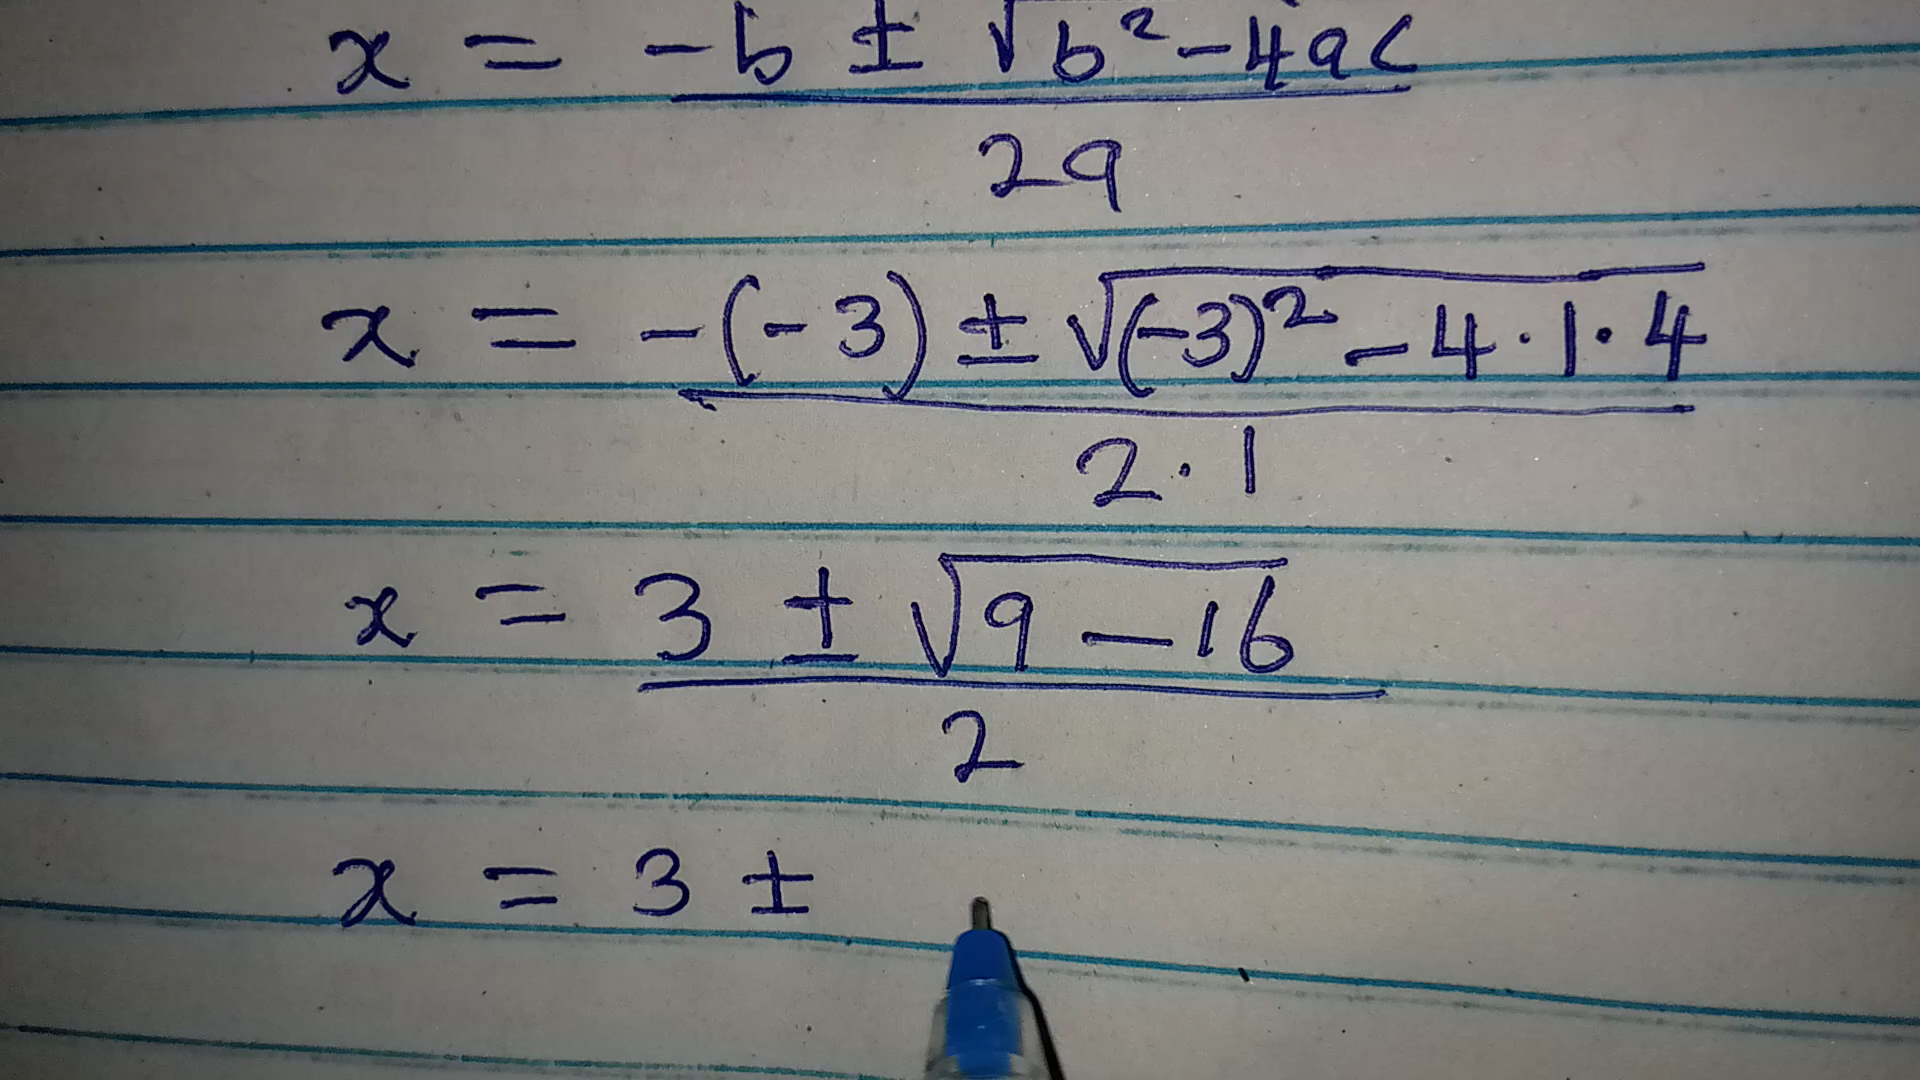 x = -b ± √b² - 4ac
2a
x = -(-3) ± √(-3)² - 4·1·4
2·1
x = 3 ± √9 - 16
2
x = 3 ±